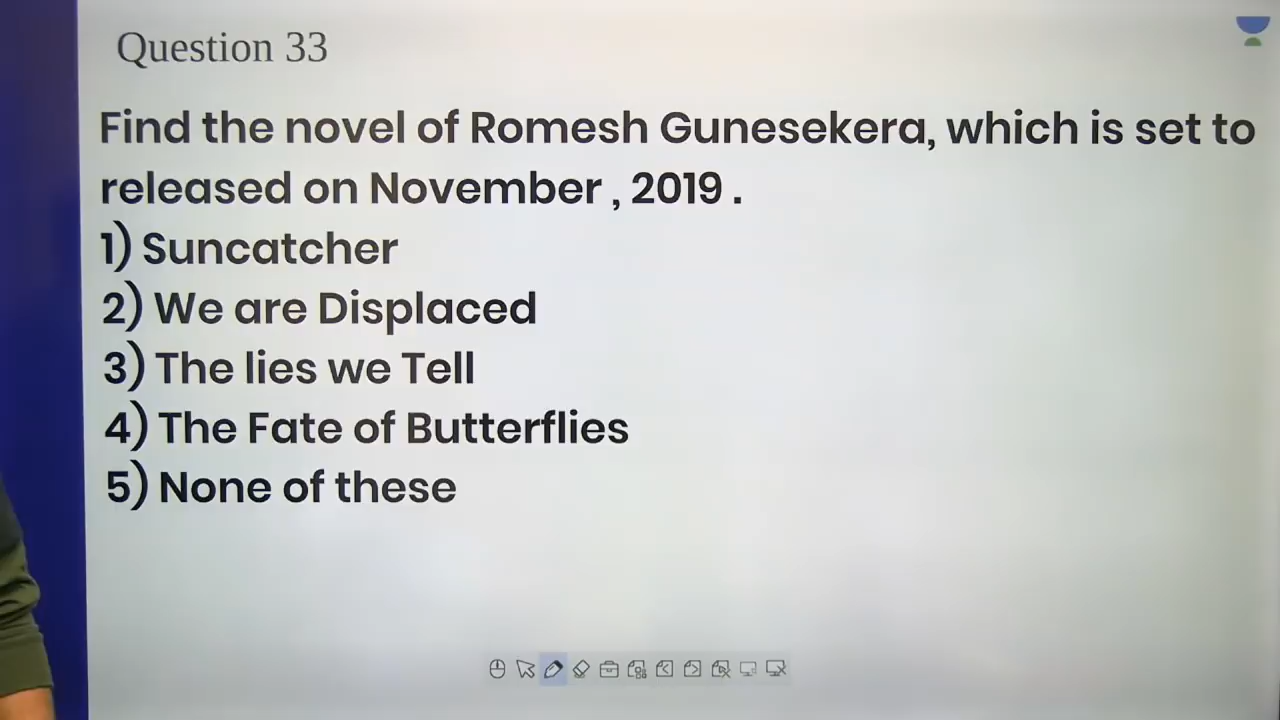 Question 33
Find the novel of Romesh Gunesekera, which is set to
released on November , 2019 .
1) Suncatcher
2) We are Displaced
3) The lies we Tell
4) The Fate of Butterflies
5) None of these